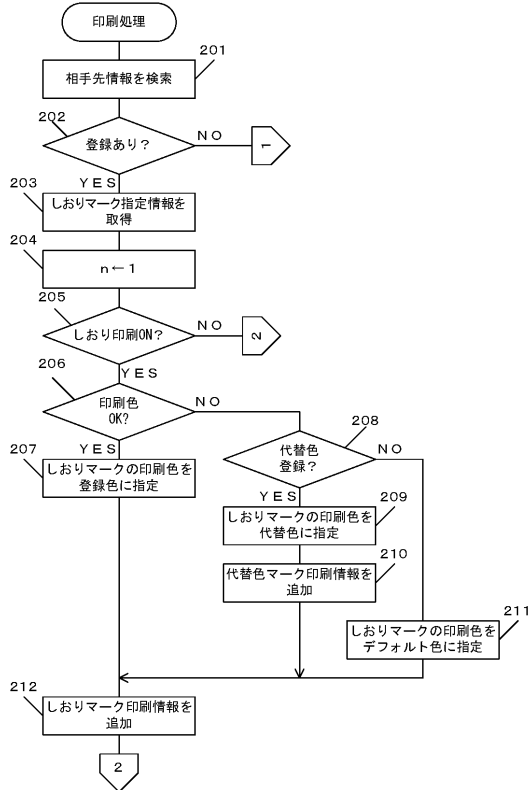 印刷処理
201
相手先情報を検索
202
登録あり？
NO
1
YES
203
しおりマーク指定情報を
取得
204
n←1
205
しおり印刷ON？
NO
2
YES
206
印刷色
OK?
NO
YES
207
しおりマークの印刷色を
登録色に指定
208
代替色
登録？
NO
YES
209
しおりマークの印刷色を
代替色に指定
210
代替色マーク印刷情報を
追加
211
しおりマークの印刷色を
デフォルト色に指定
212
しおりマーク印刷情報を
追加
2